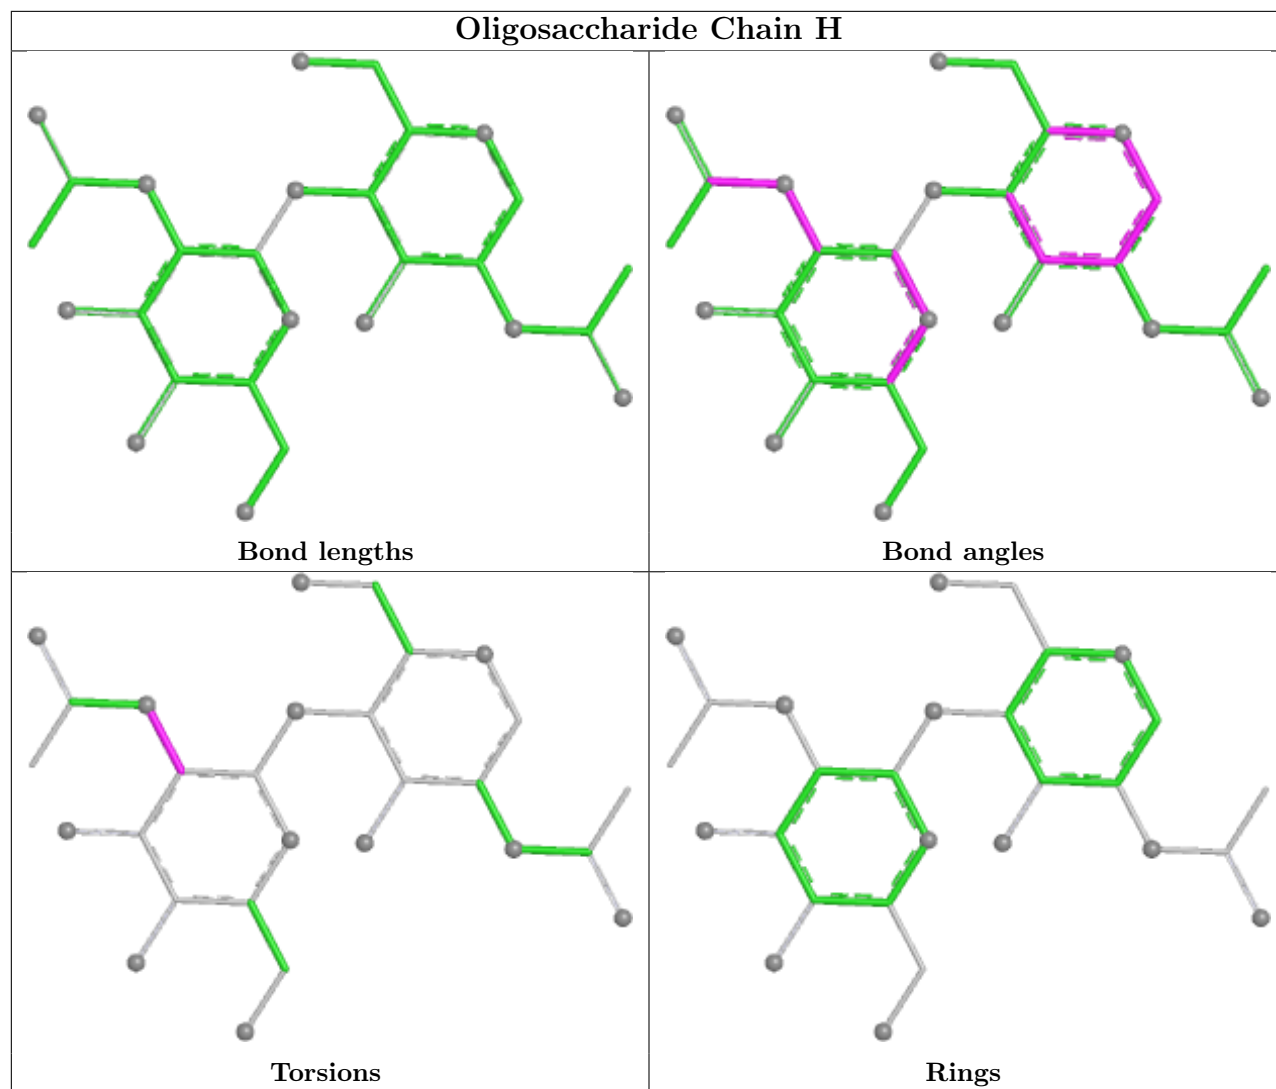 Oligosaccharide Chain H
Bond lengths
Bond angles
Torsions
Rings